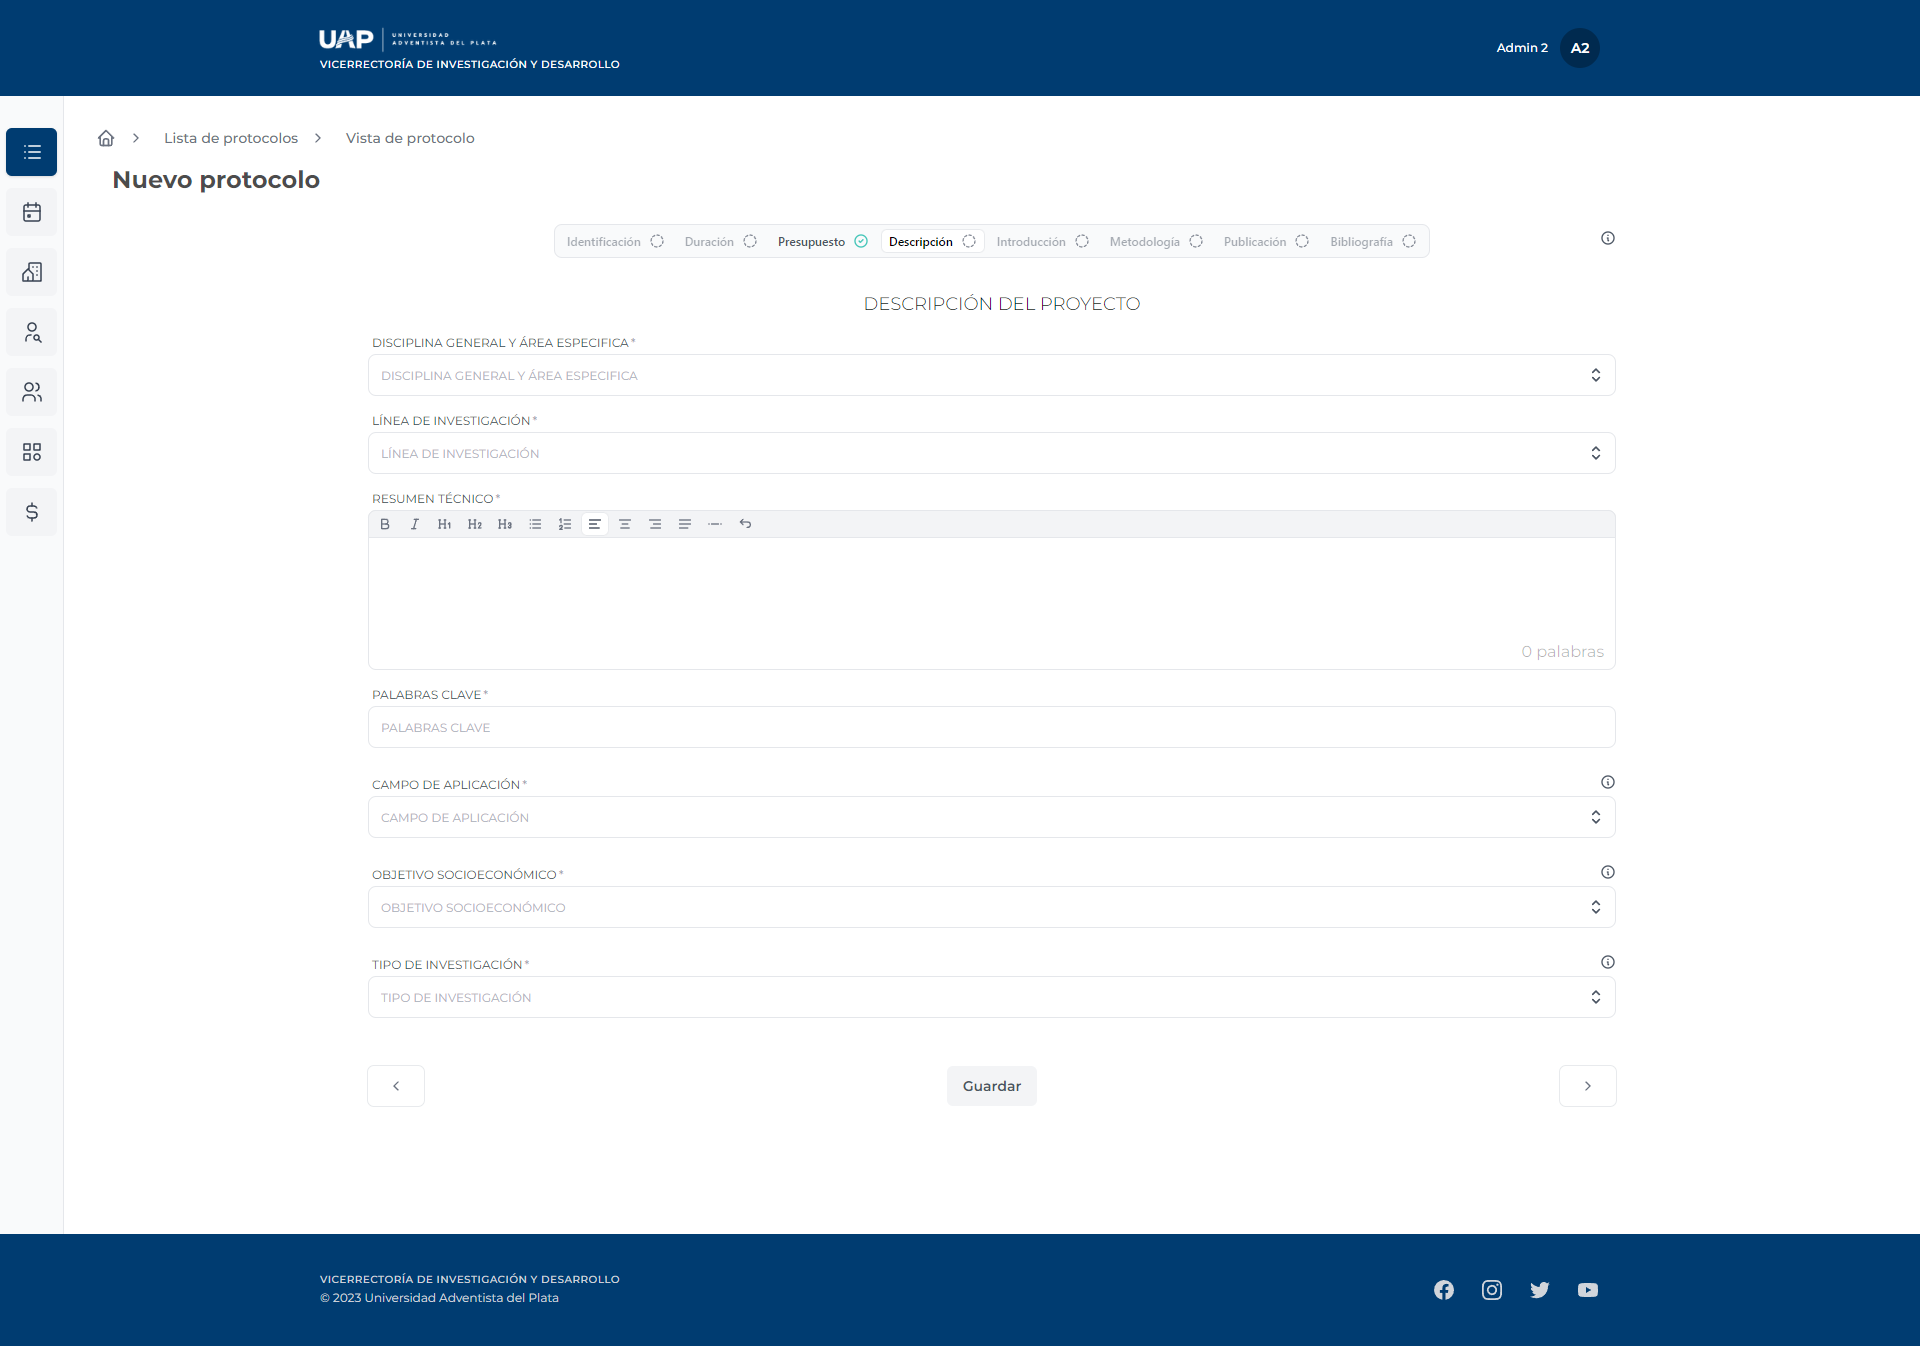 UAP UNIVERSIDAD ADVENTISTA DEL PLATA
VICERRECTORÍA DE INVESTIGACIÓN Y DESARROLLO
Admin 2 A2
Lista de protocolos Vista de protocolo
Nuevo protocolo
Identificación Duración Presupuesto Descripción Introducción Metodología Publicación Bibliografía
DESCRIPCIÓN DEL PROYECTO
DISCIPLINA GENERAL Y ÁREA ESPECIFICA*
DISCIPLINA GENERAL Y ÁREA ESPECIFICA
LÍNEA DE INVESTIGACIÓN*
LÍNEA DE INVESTIGACIÓN
RESUMEN TÉCNICO*
B I H1 H2 H3
0 palabras
PALABRAS CLAVE*
PALABRAS CLAVE
CAMPO DE APLICACIÓN*
CAMPO DE APLICACIÓN
OBJETIVO SOCIOECONÓMICO*
OBJETIVO SOCIOECONÓMICO
TIPO DE INVESTIGACIÓN*
TIPO DE INVESTIGACIÓN
Guardar
VICERRECTORÍA DE INVESTIGACIÓN Y DESARROLLO
© 2023 Universidad Adventista del Plata